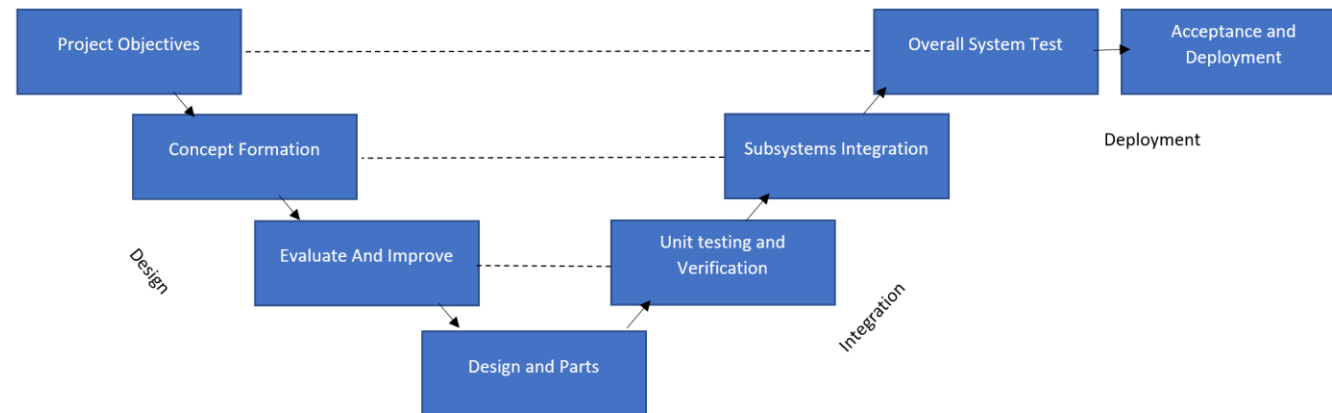 Project Objectives
Overall System Test
Acceptance and
Deployment
Concept Formation
Subsystems Integration
Deployment
Evaluate And Improve
Unit testing and
Verification
Design
Integration
Design and Parts